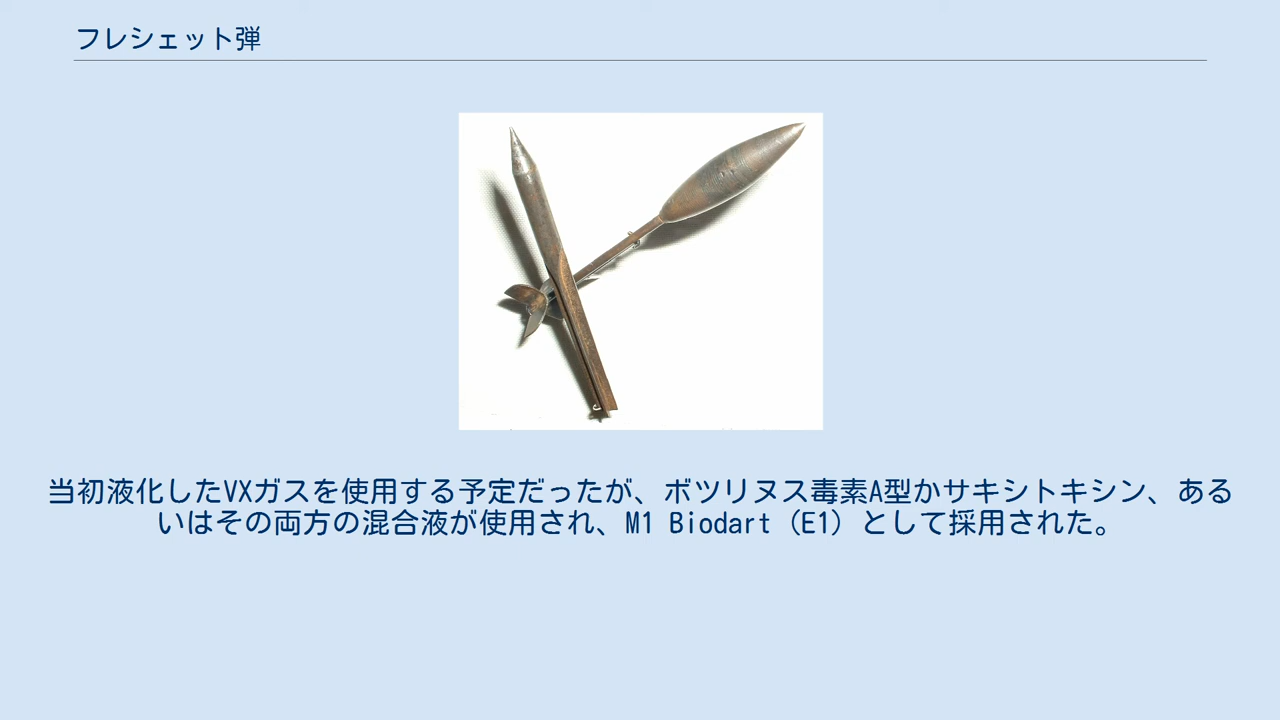 フレシェット弾
当初液化したVXガスを使用する予定だったが、ボツリヌス毒素A型かサキシトキシン、ある
いはその両方の混合液が使用され、M1 Biodart (E1) として採用された。